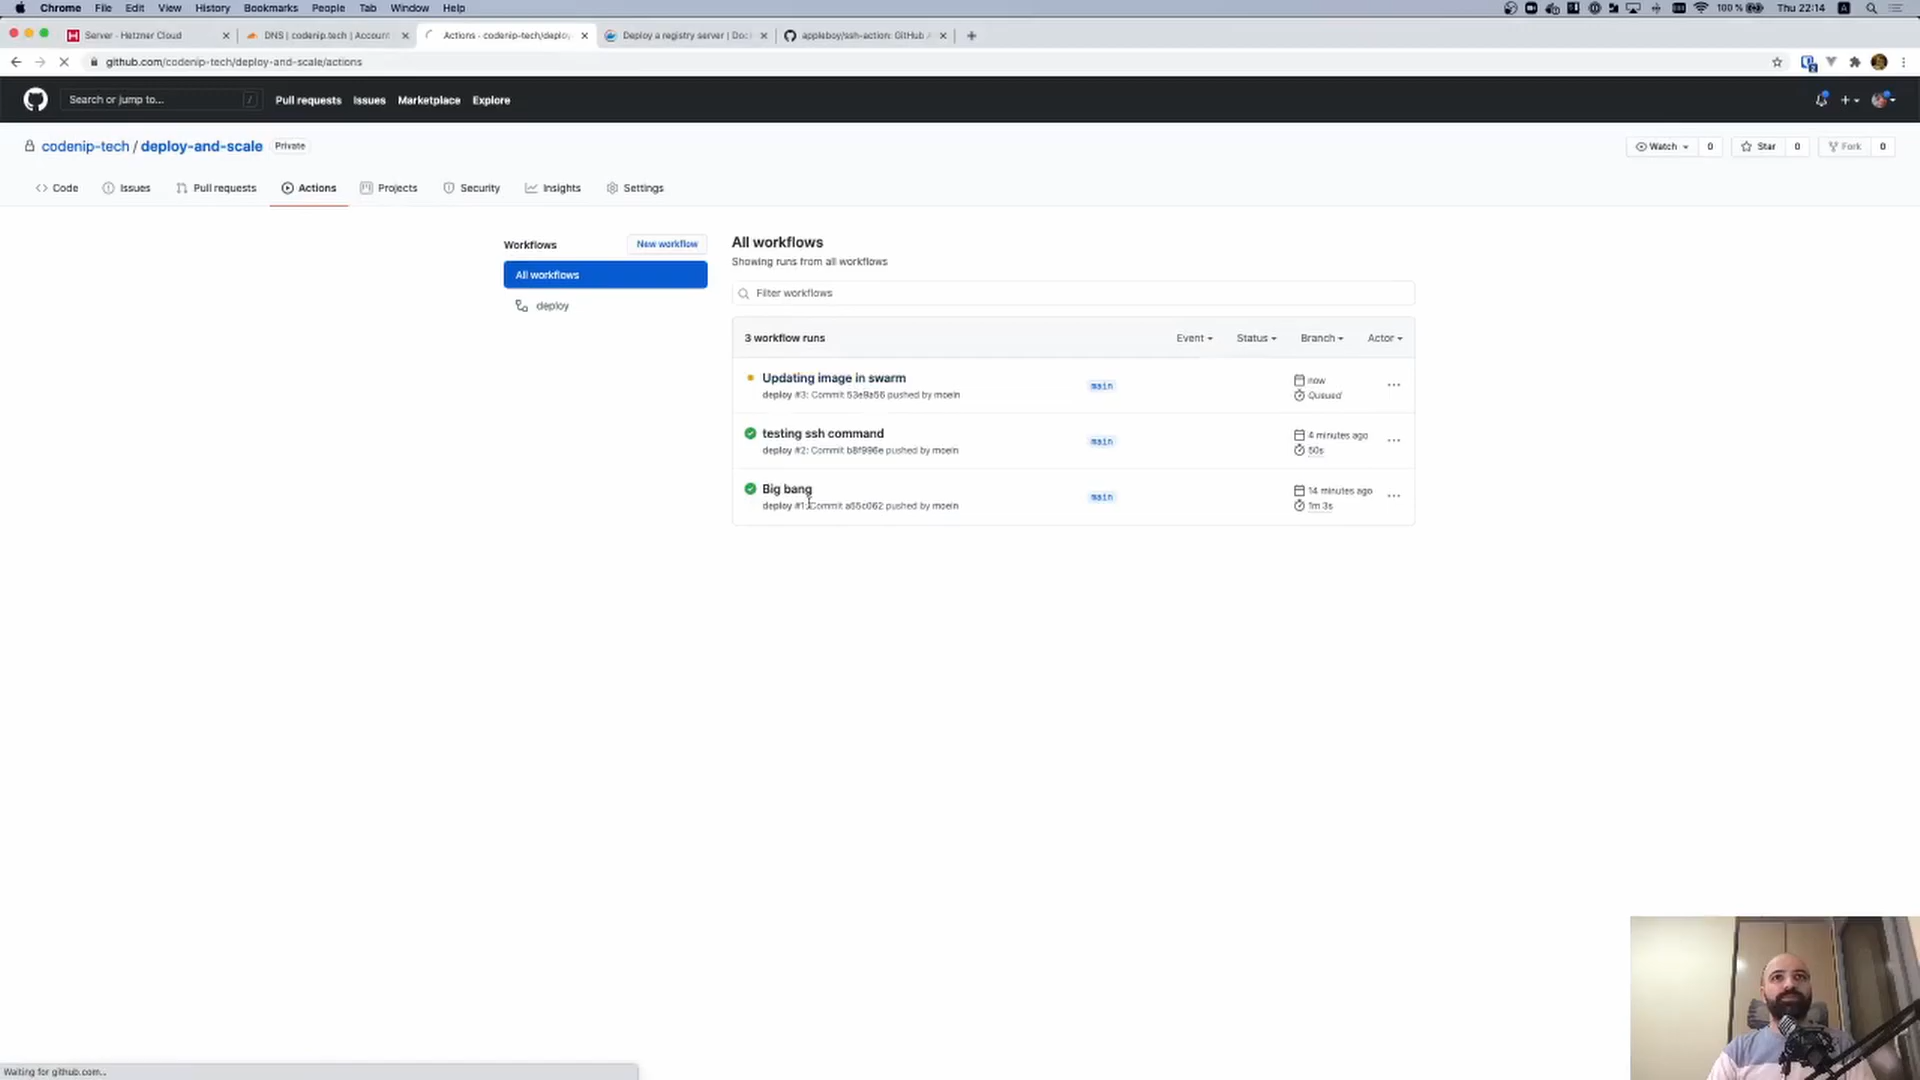 Chrome File Edit View History Bookmarks People Tab Window Help
100 % Thu 22:14
Server - Hetzner Cloud
DNS | codenip.tech | Account
Actions - codenip-tech/deploy-
Deploy a registry server | Doc
appleboy/ssh-action: GitHub A
github.com/codenip-tech/deploy-and-scale/actions
Search or jump to... /
Pull requests Issues Marketplace Explore
codenip-tech / deploy-and-scale Private
Watch 0 Star 0 Fork 0
Code Issues Pull requests Actions Projects Security Insights Settings
Workflows
New workflow
All workflows
deploy
All workflows
Showing runs from all workflows
Filter workflows
3 workflow runs
Event Status Branch Actor
Updating image in swarm
deploy #3: Commit 53e9a56 pushed by moein
main
now
Queued
testing ssh command
deploy #2: Commit b8f996e pushed by moein
main
4 minutes ago
50s
Big bang
deploy #1: Commit a55c062 pushed by moein
main
14 minutes ago
1m 3s
Waiting for github.com...